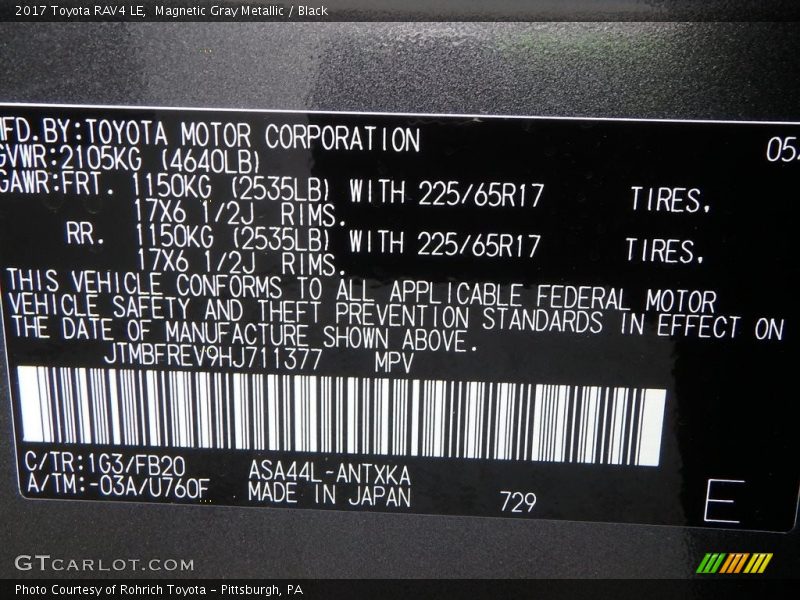 2017 Toyota RAV4 LE, Magnetic Gray Metallic / Black
MFD.BY:TOYOTA MOTOR CORPORATION 05
GVWR:2105KG (4640LB)
GAWR:FRT. 1150KG (2535LB) WITH 225/65R17 TIRES,
17X6 1/2J RIMS.
RR. 1150KG (2535LB) WITH 225/65R17 TIRES,
17X6 1/2J RIMS.
THIS VEHICLE CONFORMS TO ALL APPLICABLE FEDERAL MOTOR
VEHICLE SAFETY AND THEFT PREVENTION STANDARDS IN EFFECT ON
THE DATE OF MANUFACTURE SHOWN ABOVE.
JTMBFREV9HJ711377 MPV
C/TR:1G3/FB20 ASA44L-ANTXKA
A/TM:-03A/U760F MADE IN JAPAN 729 E
GTCARLOT.COM
Photo Courtesy of Rohrich Toyota - Pittsburgh, PA